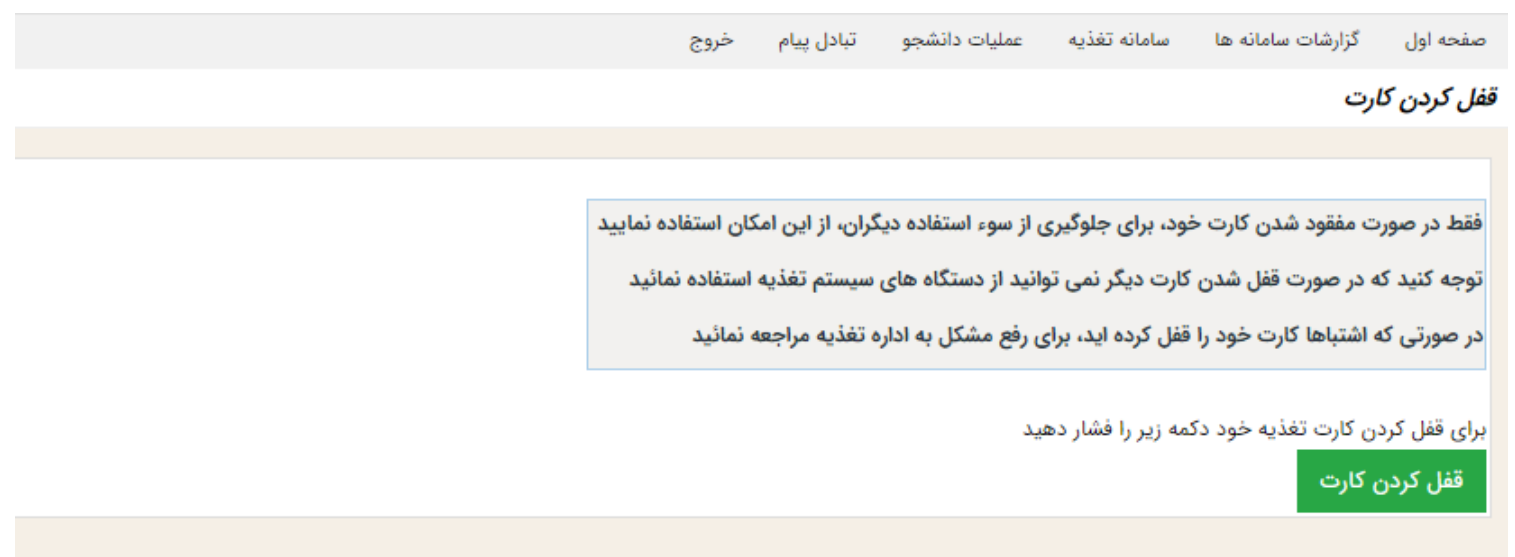 صفحه اول گزارشات سامانه ها سامانه تغذیه عملیات دانشجو تبادل پیام خروج
قفل کردن کارت
فقط در صورت مفقود شدن کارت خود، برای جلوگیری از سوء استفاده دیگران، از این امکان استفاده نمایید
توجه کنید که در صورت قفل شدن کارت دیگر نمی توانید از دستگاه های سیستم تغذیه استفاده نمائید
در صورتی که اشتباها کارت خود را قفل کرده اید، برای رفع مشکل به اداره تغذیه مراجعه نمائید
برای قفل کردن کارت تغذیه خود دکمه زیر را فشار دهید
قفل کردن کارت